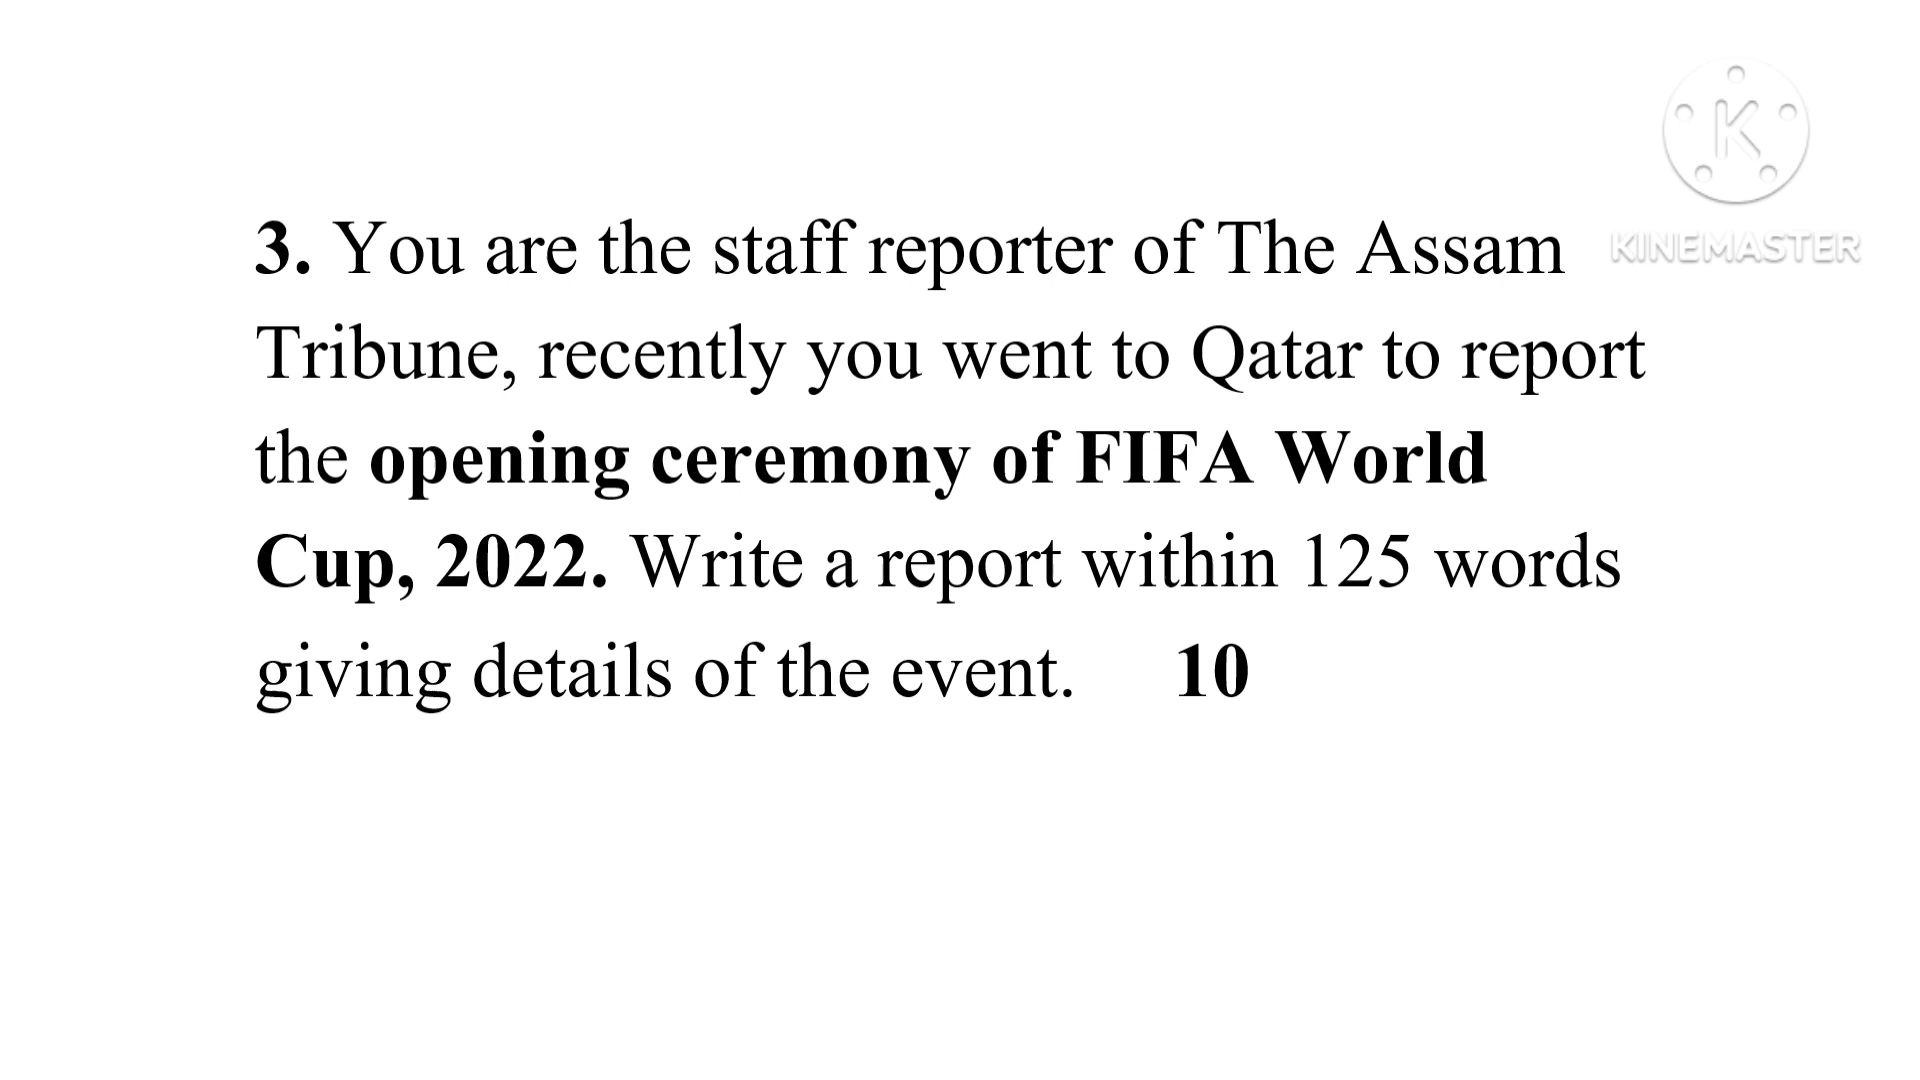 K
KINEMASTER
3. You are the staff reporter of The Assam
Tribune, recently you went to Qatar to report
the opening ceremony of FIFA World
Cup, 2022. Write a report within 125 words
giving details of the event. 10